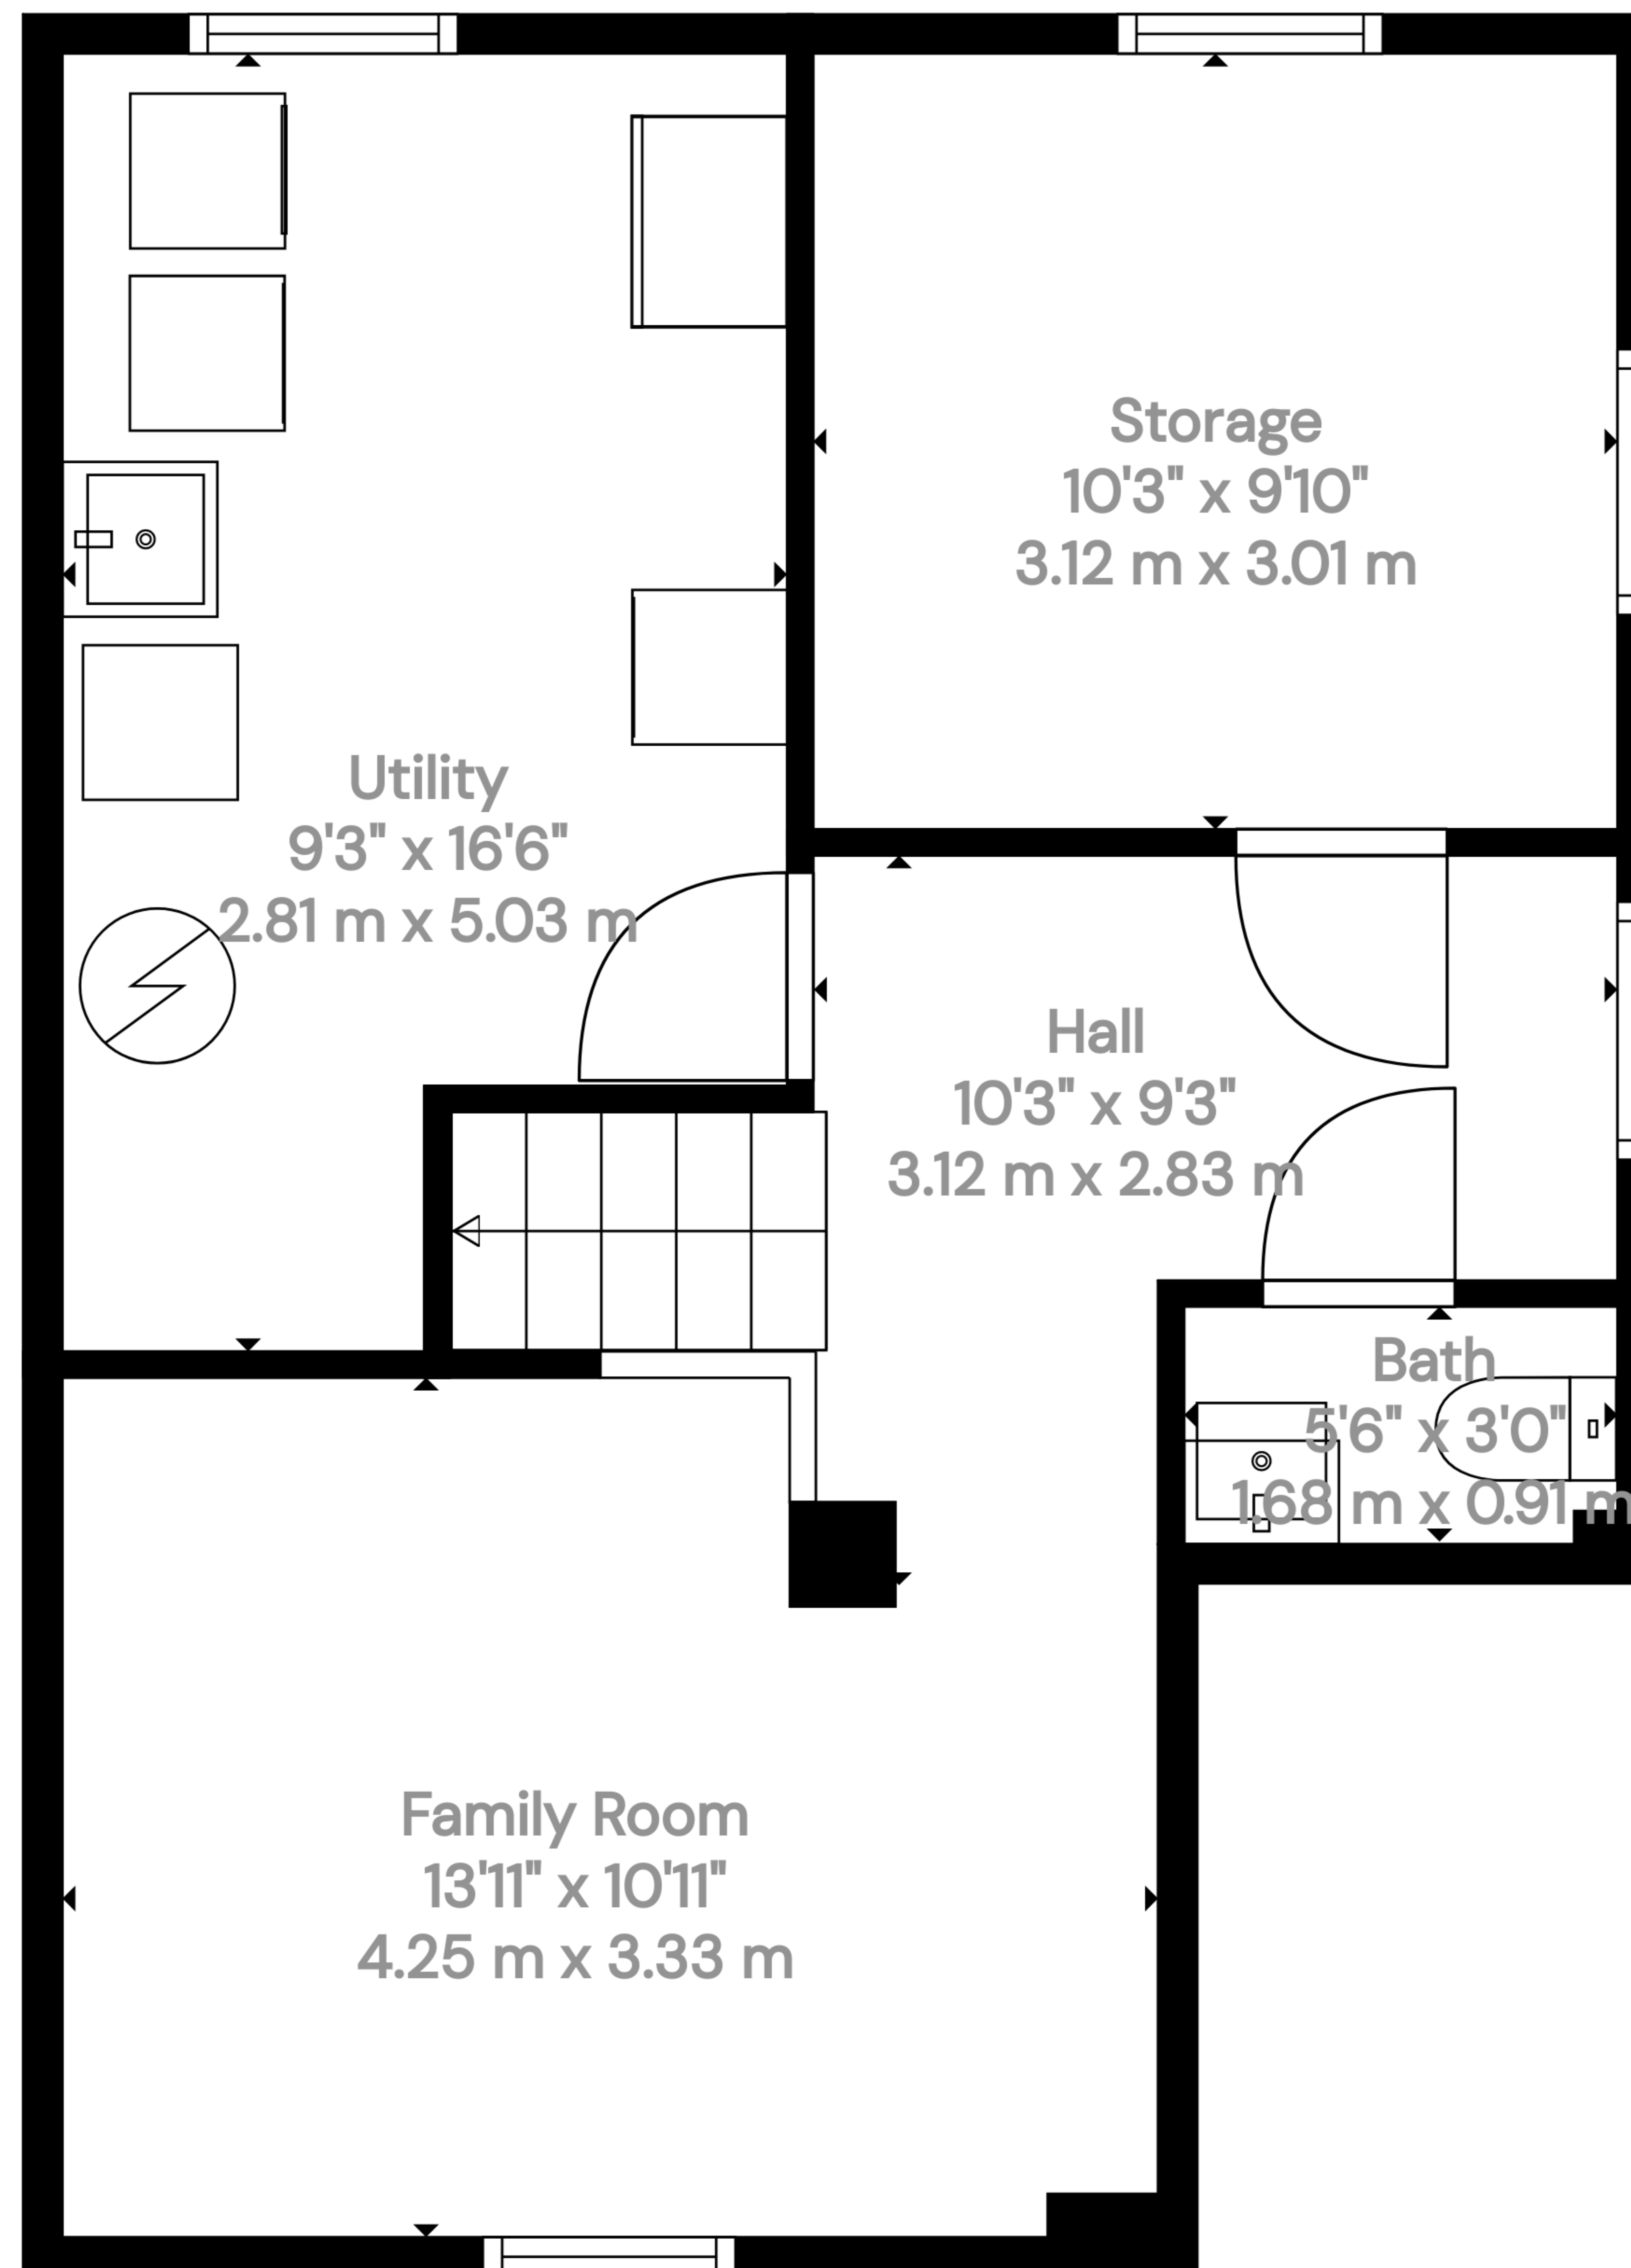 Storage
10'3" x 9'10"
3.12 m x 3.01 m
Utility
9'3" x 16'6"
2.81 m x 5.03 m
Hall
10'3" x 9'3"
3.12 m x 2.83 m
Bath
5'6" x 3'0"
1.68 m x 0.91 m
Family Room
13'11" x 10'11"
4.25 m x 3.33 m